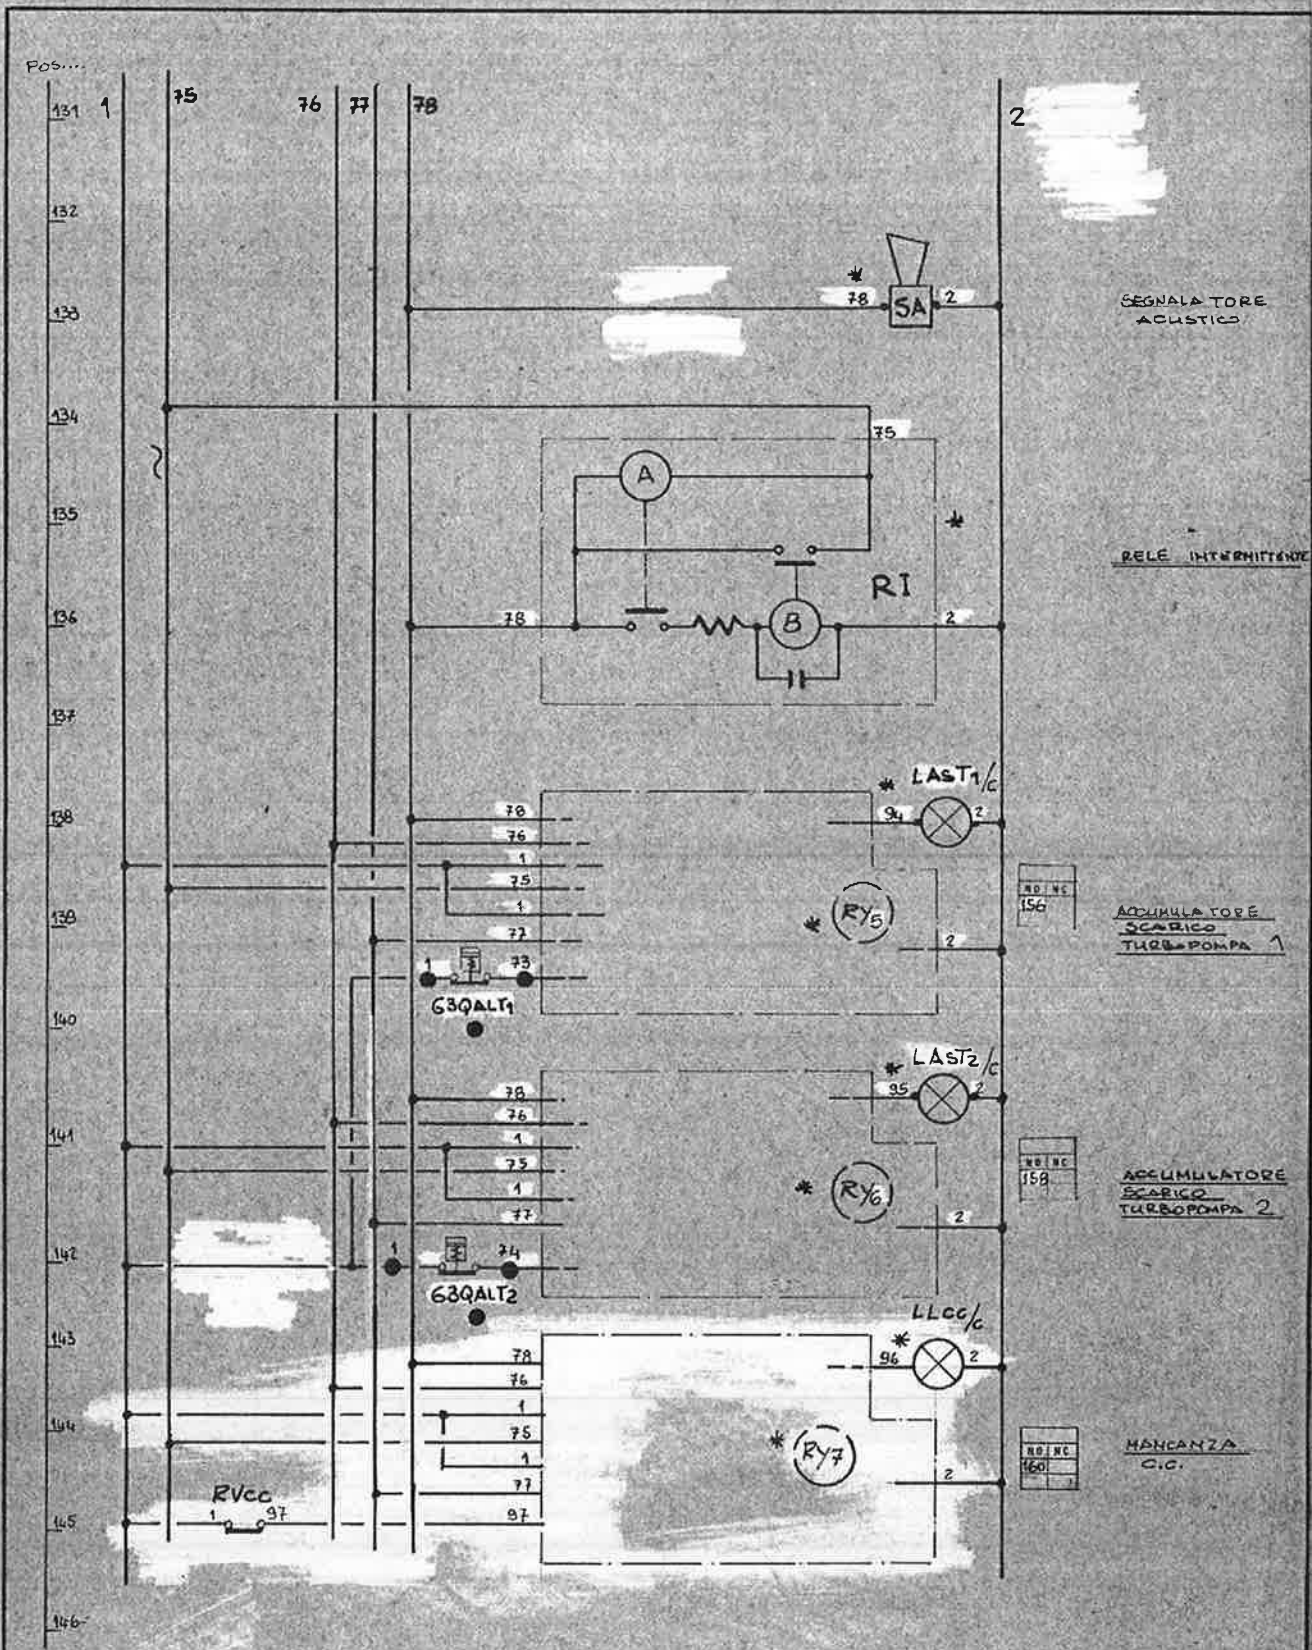 POS....
1 75 76 77 78 2
131
132
133
* 78 SA 2
SEGNALATORE
ACUSTICO
134
75
A
135
*
RELE INTERMITTENTE
RI
136
78 B 2
137
* LAST1/C
138
78 94 2
76
1
75
NO NC
156
139
1
* RY5
ACCUMULATORE
SCARICO
TURBOPOMPA 1
77 2
1 73
63QALT1
140
* LAST2/C
78 95 2
76
141
1
75
NO NC
158
1
* RY6
ACCUMULATORE
SCARICO
TURBOPOMPA 2
77 2
142
1 74
63QALT2
LLCC/C
143
*
78 96 2
76
144
1
75
* RY7
NO NC
160
MANCANZA
C.C.
1
77 2
RVCC
145
1 97 97
146